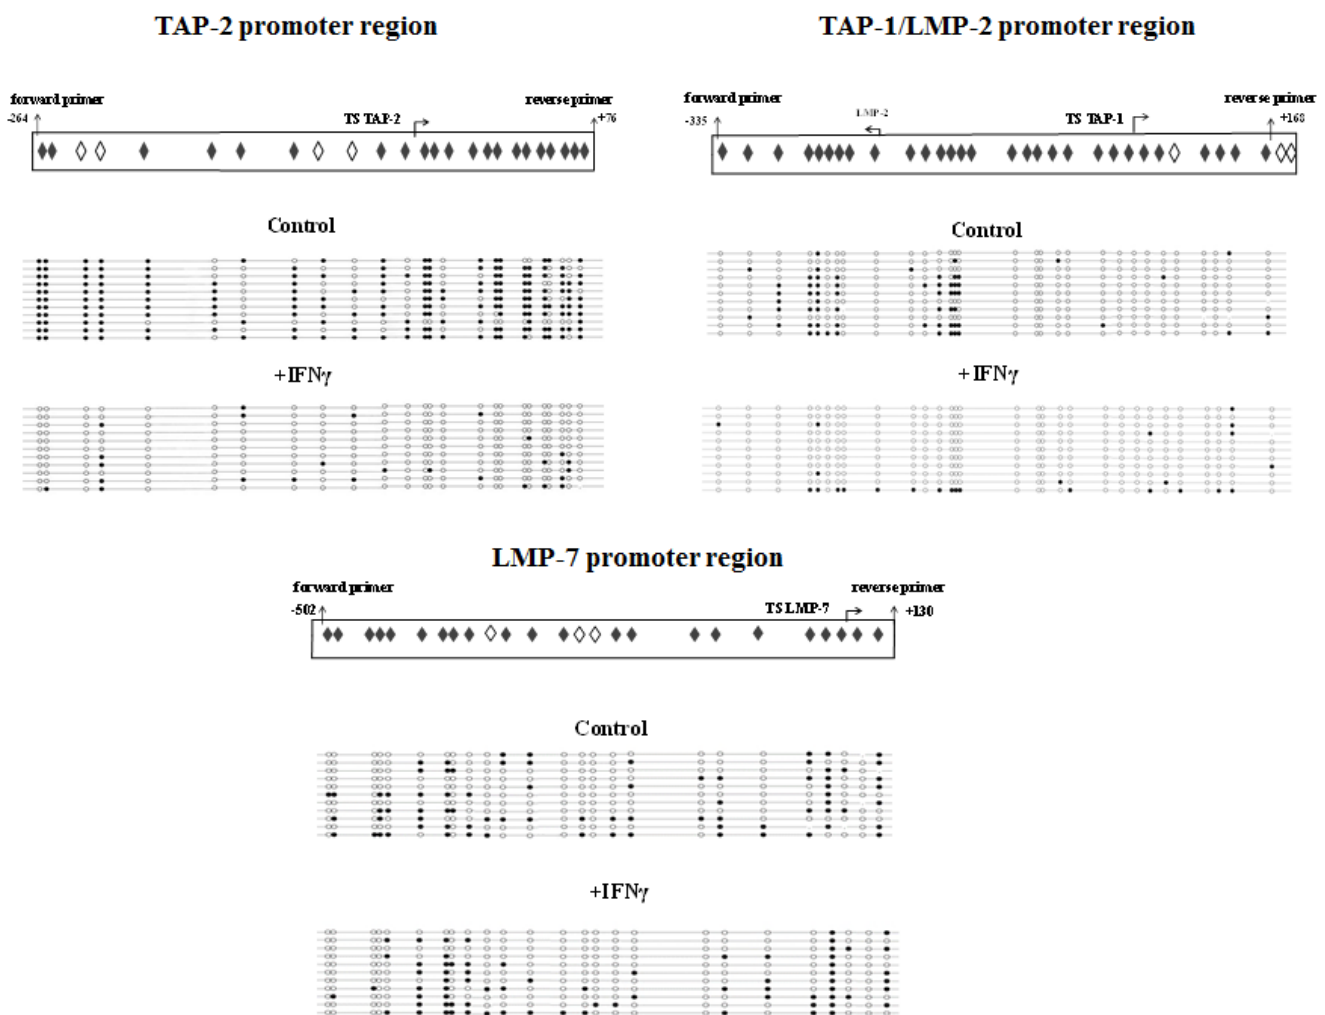 TAP-2 promoter region
TAP-1/LMP-2 promoter region
forward primer
reverse primer
-264
TS TAP-2
+76
forward primer
reverse primer
-335
LMP-2
TS TAP-1
+168
Control
Control
+IFNγ
+IFNγ
LMP-7 promoter region
forward primer
reverse primer
-502
TS LMP-7
+130
Control
+IFNγ